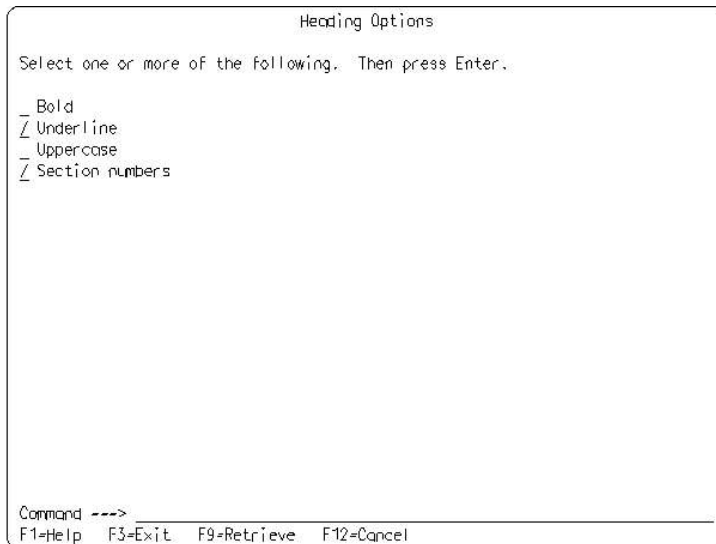 Heading Options
Select one or more of the following. Then press Enter.
_ Bold
/ Underline
_ Uppercase
/ Section numbers
Command --->
F1=Help F3=Exit F9=Retrieve F12=Cancel